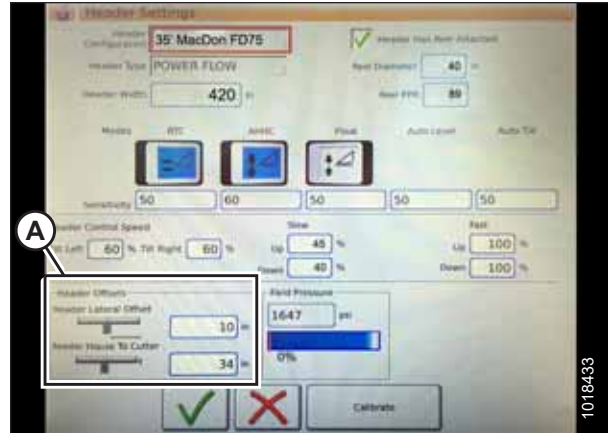 Header Settings
Header Configuration 35' MacDon FD75
Header Has Reel Attached
Header Type POWER FLOW
Reel Diameter 40 in
Header Width 420 in
Reel PPR 89
Modes RTC AHHC Float Auto Level Auto Tilt
Sensitivity 50 60 50 50 50
A
Header Control Speed
Slow
Fast
Tilt Left 60 % Tilt Right 60 % Up 45 % Up 100 %
Down 40 % Down 100 %
Header Offsets
Field Pressure
Header Lateral Offset
10 in
1647 psi
Feeder House To Cutter
34 in
0%
Calibrate
1018433